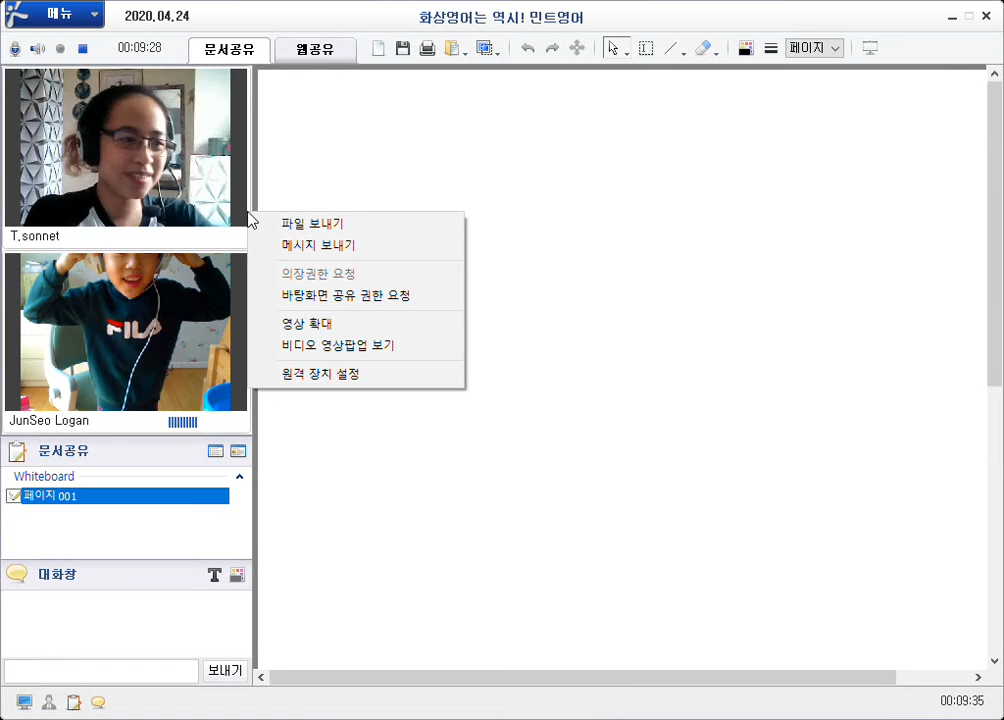 메뉴 2020.04.24 화상영어는 역시! 민트영어
00:09:28 문서공유 웹공유 페이지
T.sonnet
FILA
JunSeo Logan
파일 보내기
메시지 보내기
의장권한 요청
바탕화면 공유 권한 요청
영상 확대
비디오 영상팝업 보기
원격 장치 설정
문서공유
Whiteboard
페이지 001
대화창
보내기
00:09:35